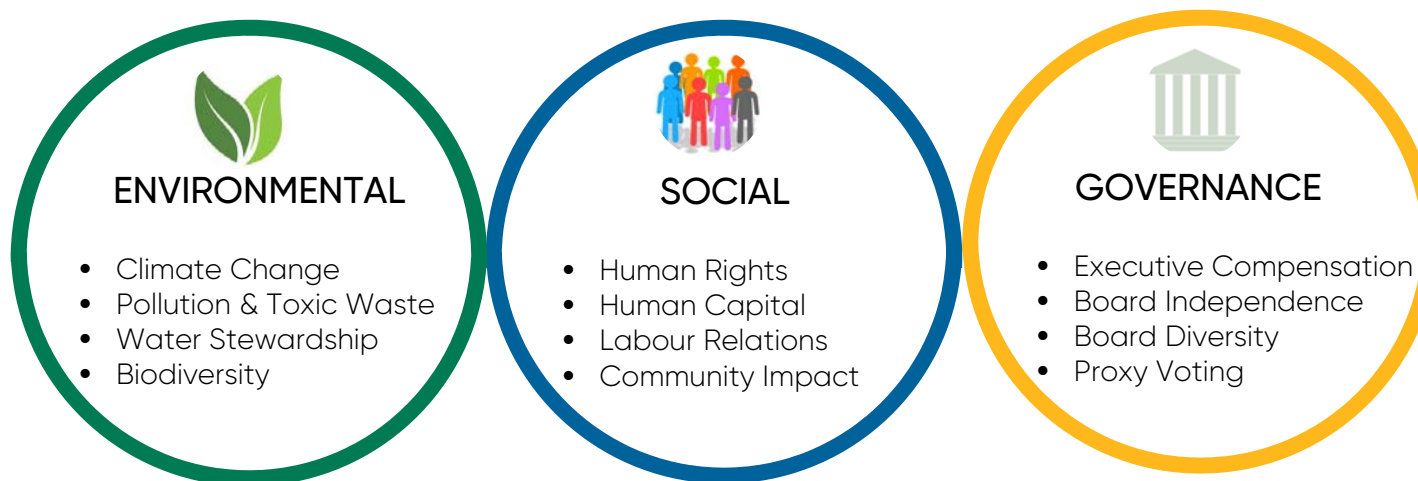 ENVIRONMENTAL
• Climate Change
• Pollution & Toxic Waste
• Water Stewardship
• Biodiversity
SOCIAL
• Human Rights
• Human Capital
• Labour Relations
• Community Impact
GOVERNANCE
• Executive Compensation
• Board Independence
• Board Diversity
• Proxy Voting